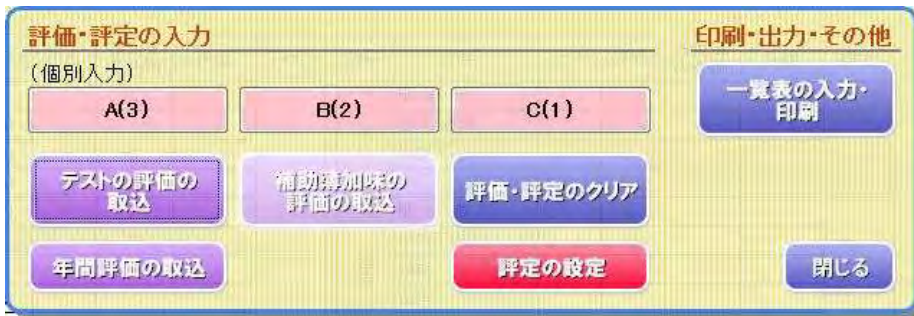 評価・評定の入力
印刷・出力・その他
(個別入力)
A(3)
B(2)
C(1)
一覧表の入力・
印刷
テストの評価の
取込
補助簿加味の
評価の取込
評価・評定のクリア
年間評価の取込
評定の設定
閉じる